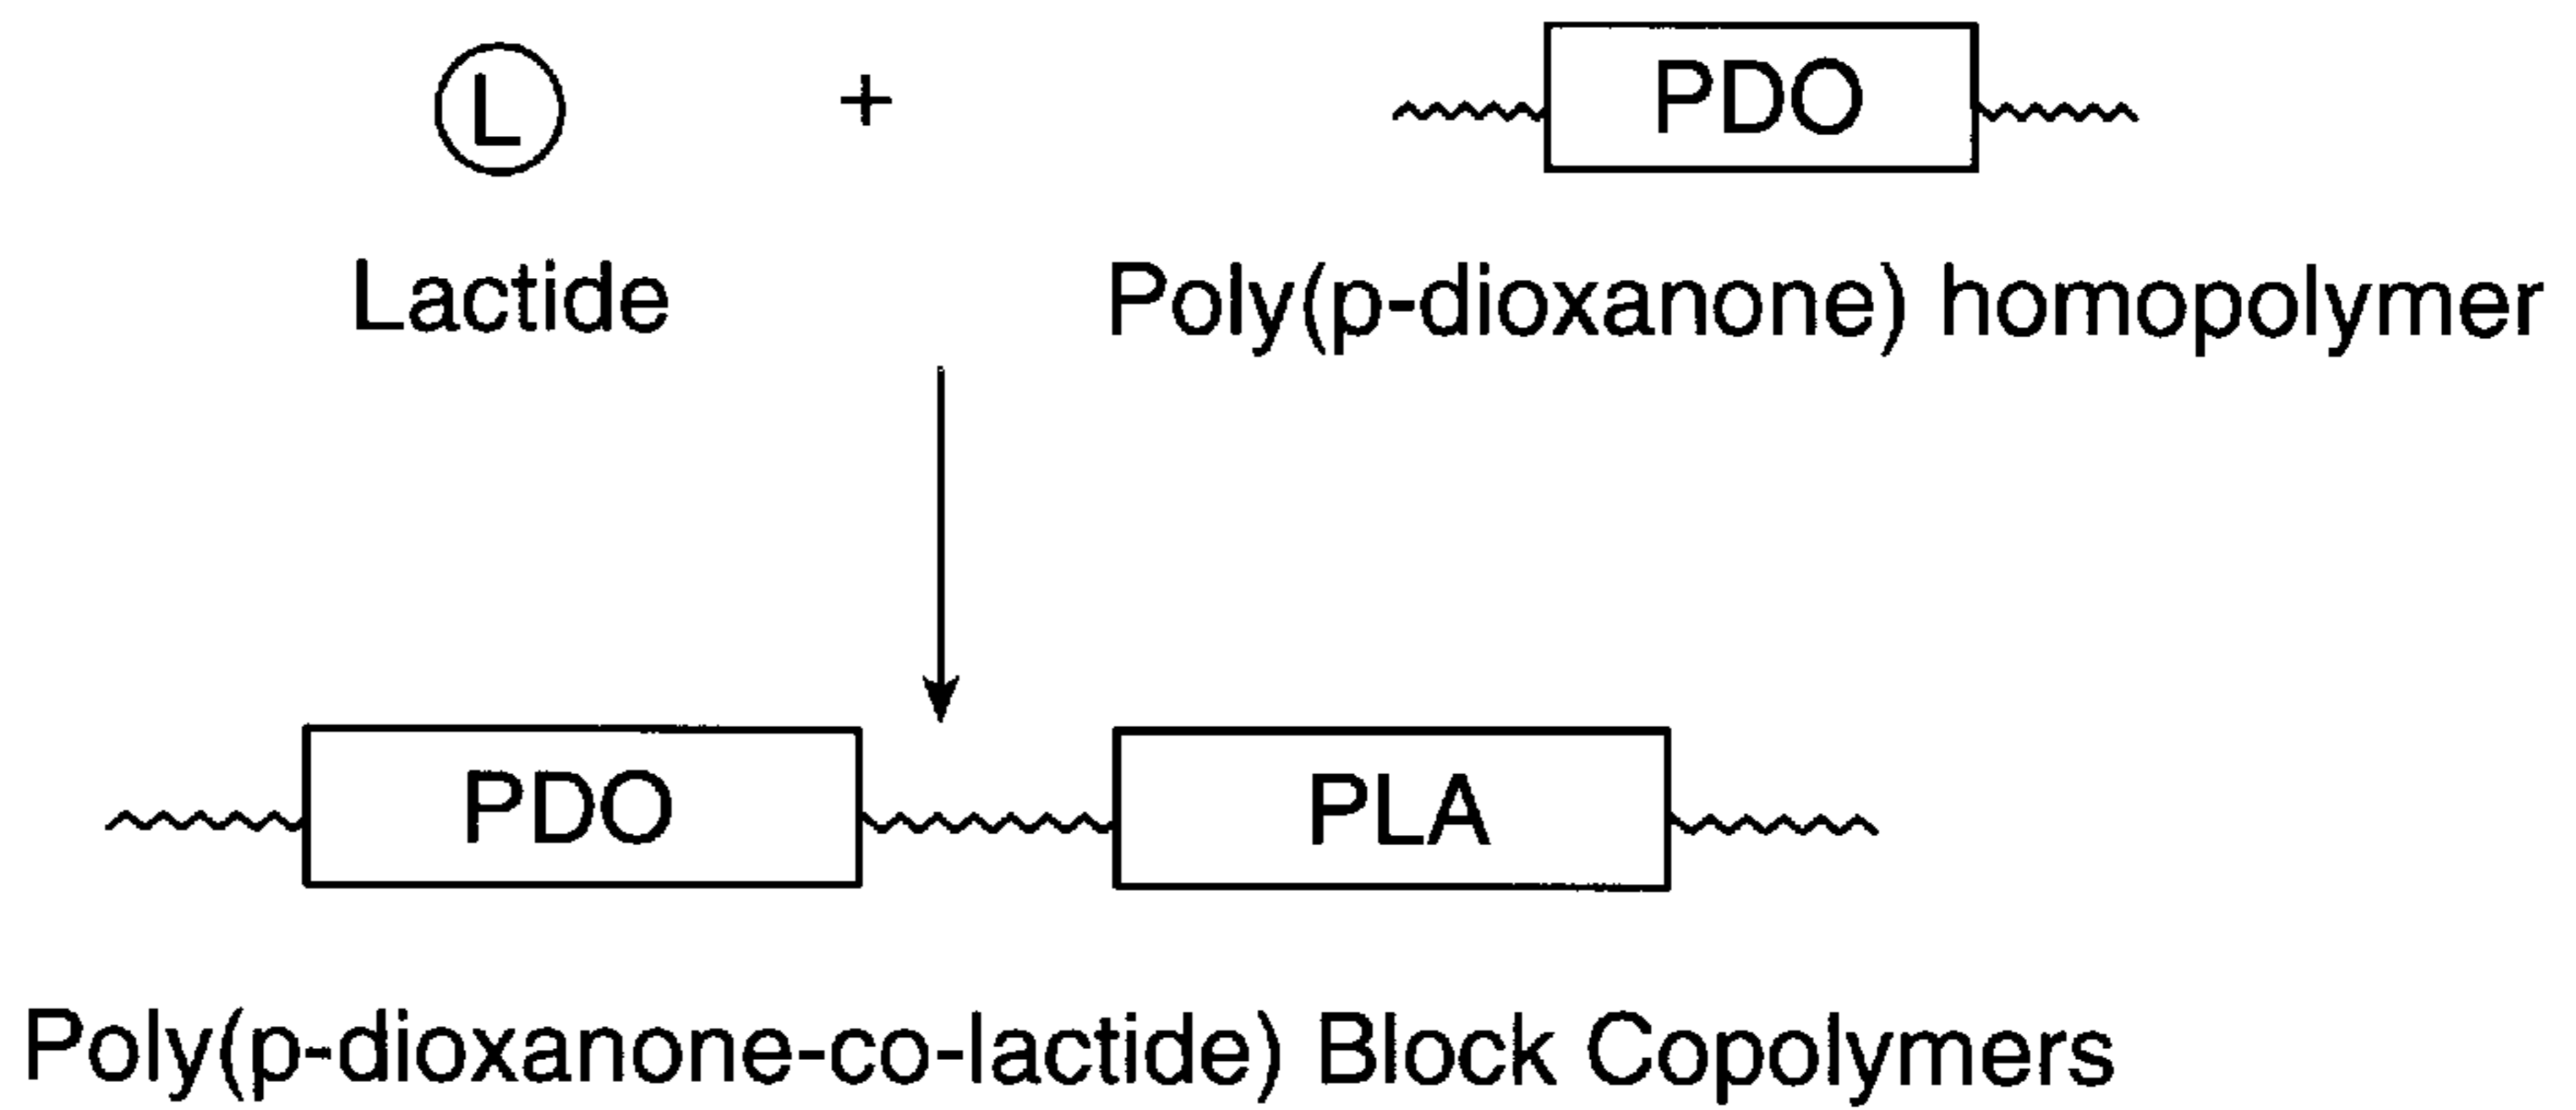 L + PDO
Lactide Poly(p-dioxanone) homopolymer
PDO PLA
Poly(p-dioxanone-co-lactide) Block Copolymers